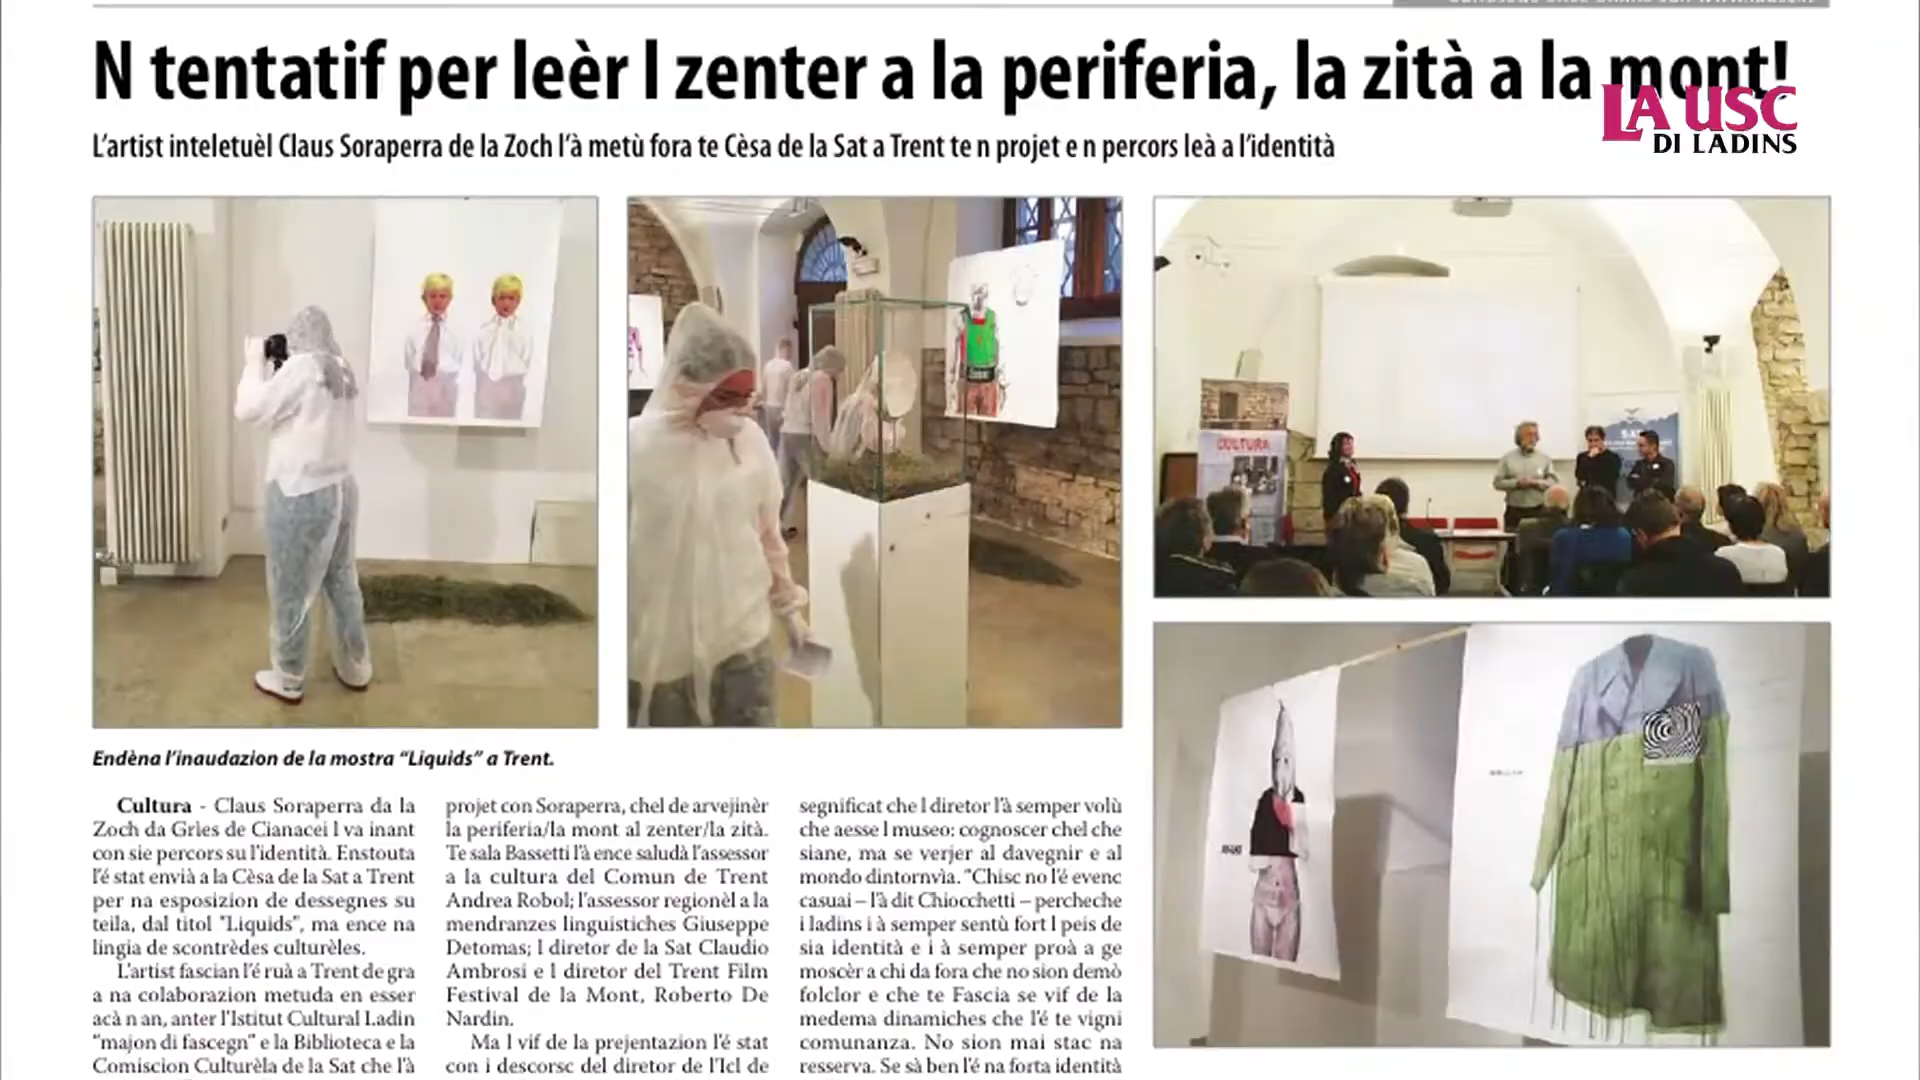 N tentatif per leèr l zenter a la periferia, la zità a la mont!
LA USC
DI LADINS
L'artist inteletuèl Claus Soraperra de la Zoch l'à metù fora te Cèsa de la Sat a Trent te n projet e n percors leà a l'identità
CULTURA
Endèna l'inaudazion de la mostra "Liquids" a Trent.
Cultura - Claus Soraperra da la
Zoch da Gries de Cianacei l va inant
con sie percors su l'identità. Enstouta
l'é stat envià a la Cèsa de la Sat a Trent
per na esposizion de dessegnes su
teila, dal titol "Liquids", ma ence na
lingia de scontrèdes culturèles.
L'artist fascian l'é ruà a Trent de gra
a na colaborazion metuda en esser
acà n an, anter l'Istitut Cultural Ladin
"majon di fascegn" e la Biblioteca e la
Comiscion Culturèla de la Sat che l'à
projet con Soraperra, chel de arvejinèr
la periferia/la mont al zenter/la zità.
Te sala Bassetti l'à ence saludà l'assessor
a la cultura del Comun de Trent
Andrea Robol; l'assessor regionèl a la
mendranzes linguistiches Giuseppe
Detomas; l diretor de la Sat Claudio
Ambrosi e l diretor del Trent Film
Festival de la Mont, Roberto De
Nardin.
Ma l vif de la prejentazion l'é stat
con i descorsc del diretor de l'Icl de
segnificat che l diretor l'à semper volù
che aesse l museo: cognoscer chel che
siane, ma se verjer al davegnir e al
mondo dintornvìa. "Chisc no l'é evenc
casuai – l'à dit Chiocchetti – percheche
i ladins i à semper sentù fort l peis de
sia identità e i à semper proà a ge
moscèr a chi da fora che no sion demò
folclor e che te Fascia se vif de la
medema dinamiches che l'é te vigni
comunanza. No sion mai stac na
resserva. Se sà ben l'é na forta identità